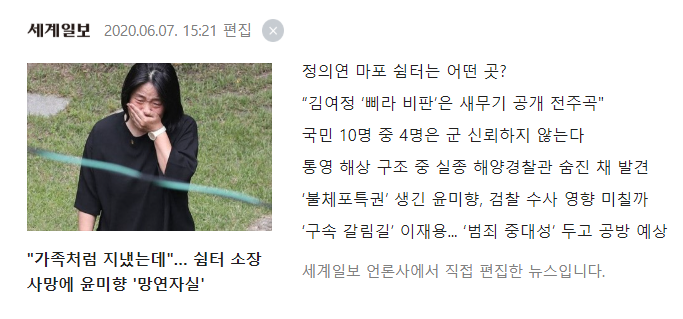 세계일보 2020.06.07. 15:21 편집
"가족처럼 지냈는데"... 쉼터 소장
사망에 윤미향 '망연자실'
정의연 마포 쉼터는 어떤 곳?
“김여정 ‘삐라 비판’은 새무기 공개 전주곡"
국민 10명 중 4명은 군 신뢰하지 않는다
통영 해상 구조 중 실종 해양경찰관 숨진 채 발견
‘불체포특권’ 생긴 윤미향, 검찰 수사 영향 미칠까
‘구속 갈림길’ 이재용... ‘범죄 중대성’ 두고 공방 예상
세계일보 언론사에서 직접 편집한 뉴스입니다.